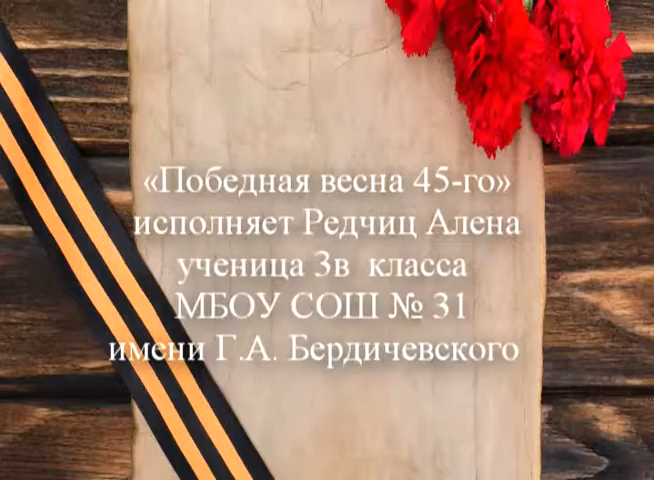 «Победная весна 45-го»
исполняет Редчиц Алена
ученица 3в класса
МБОУ СОШ № 31
имени Г.А. Бердичевского